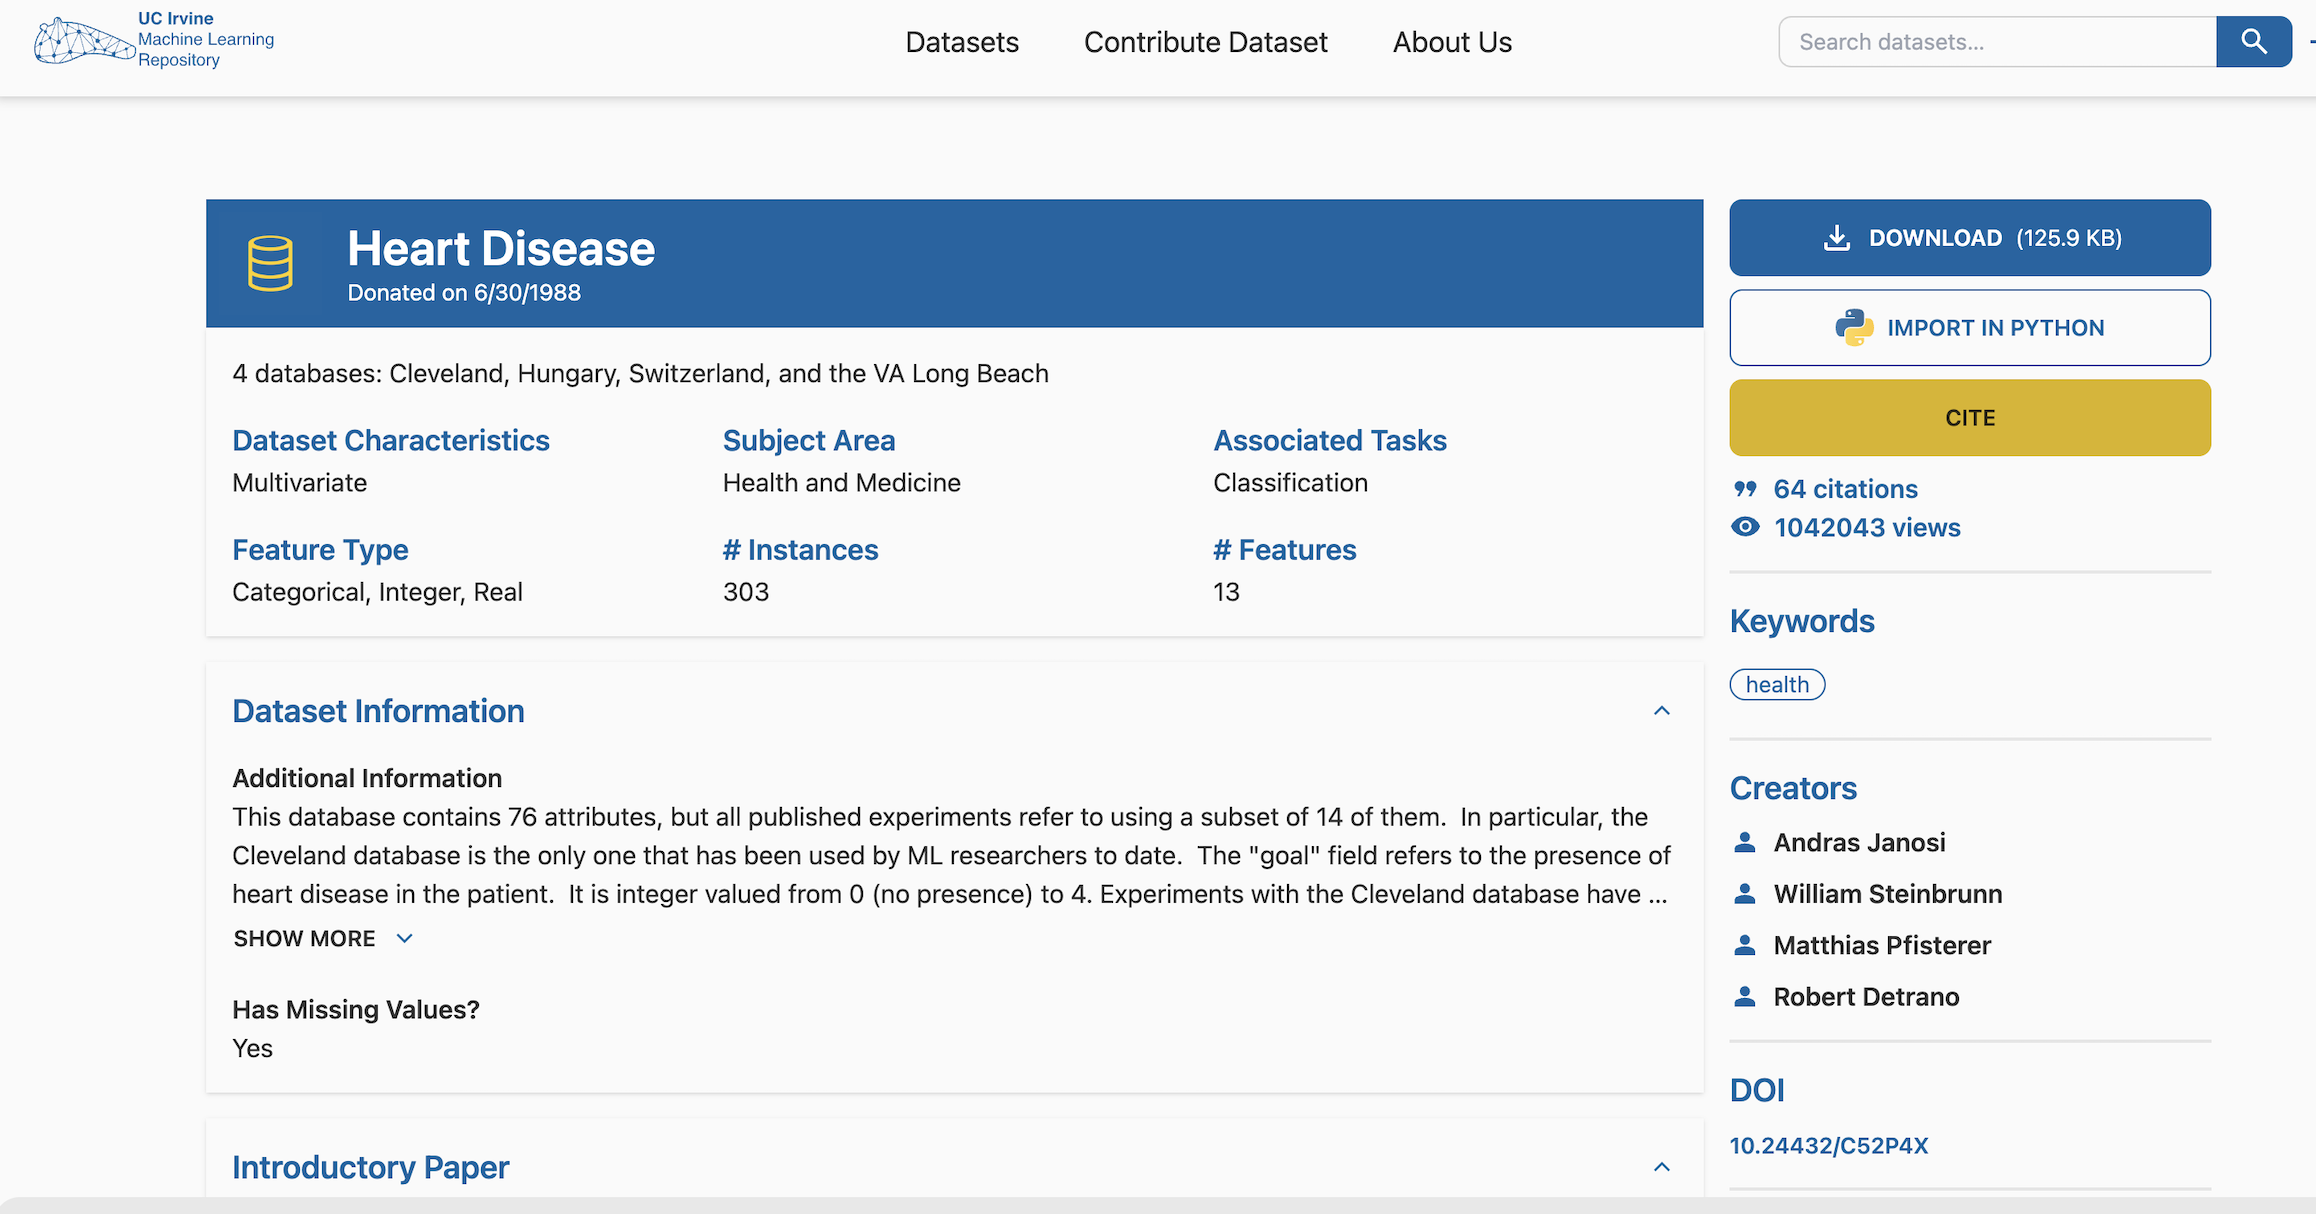 UC Irvine
Machine Learning
Repository
Datasets
Contribute Dataset
About Us
Search datasets...
Heart Disease
Donated on 6/30/1988
4 databases: Cleveland, Hungary, Switzerland, and the VA Long Beach
Dataset Characteristics
Multivariate
Subject Area
Health and Medicine
Associated Tasks
Classification
Feature Type
Categorical, Integer, Real
# Instances
303
# Features
13
Dataset Information
Additional Information
This database contains 76 attributes, but all published experiments refer to using a subset of 14 of them.  In particular, the
Cleveland database is the only one that has been used by ML researchers to date.  The "goal" field refers to the presence of
heart disease in the patient.  It is integer valued from 0 (no presence) to 4. Experiments with the Cleveland database have ...
SHOW MORE
Has Missing Values?
Yes
Introductory Paper
DOWNLOAD (125.9 KB)
IMPORT IN PYTHON
CITE
64 citations
1042043 views
Keywords
health
Creators
Andras Janosi
William Steinbrunn
Matthias Pfisterer
Robert Detrano
DOI
10.24432/C52P4X